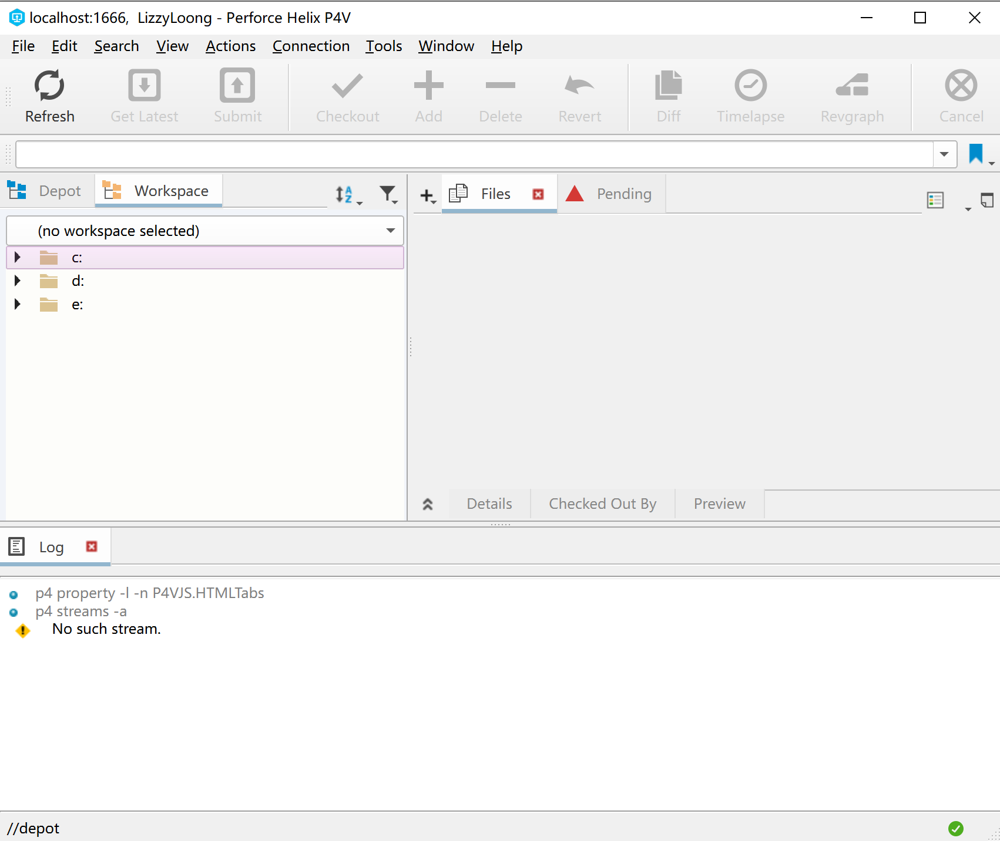 localhost:1666,  LizzyLoong - Perforce Helix P4V
File Edit Search View Actions Connection Tools Window Help
Refresh Get Latest Submit Checkout Add Delete Revert Diff Timelapse Revgraph Cancel
Depot Workspace A Z Files Pending
(no workspace selected)
c:
d:
e:
Details Checked Out By Preview
Log
p4 property -l -n P4VJS.HTMLTabs
p4 streams -a
No such stream.
//depot